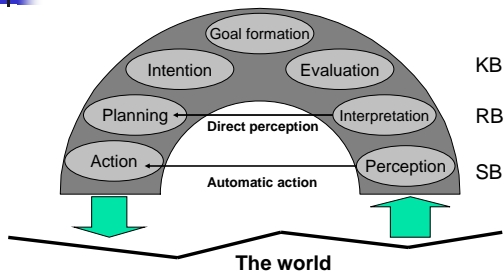 Goal formation
Intention Evaluation KB
Planning Interpretation RB
Direct perception
Action Perception SB
Automatic action
The world